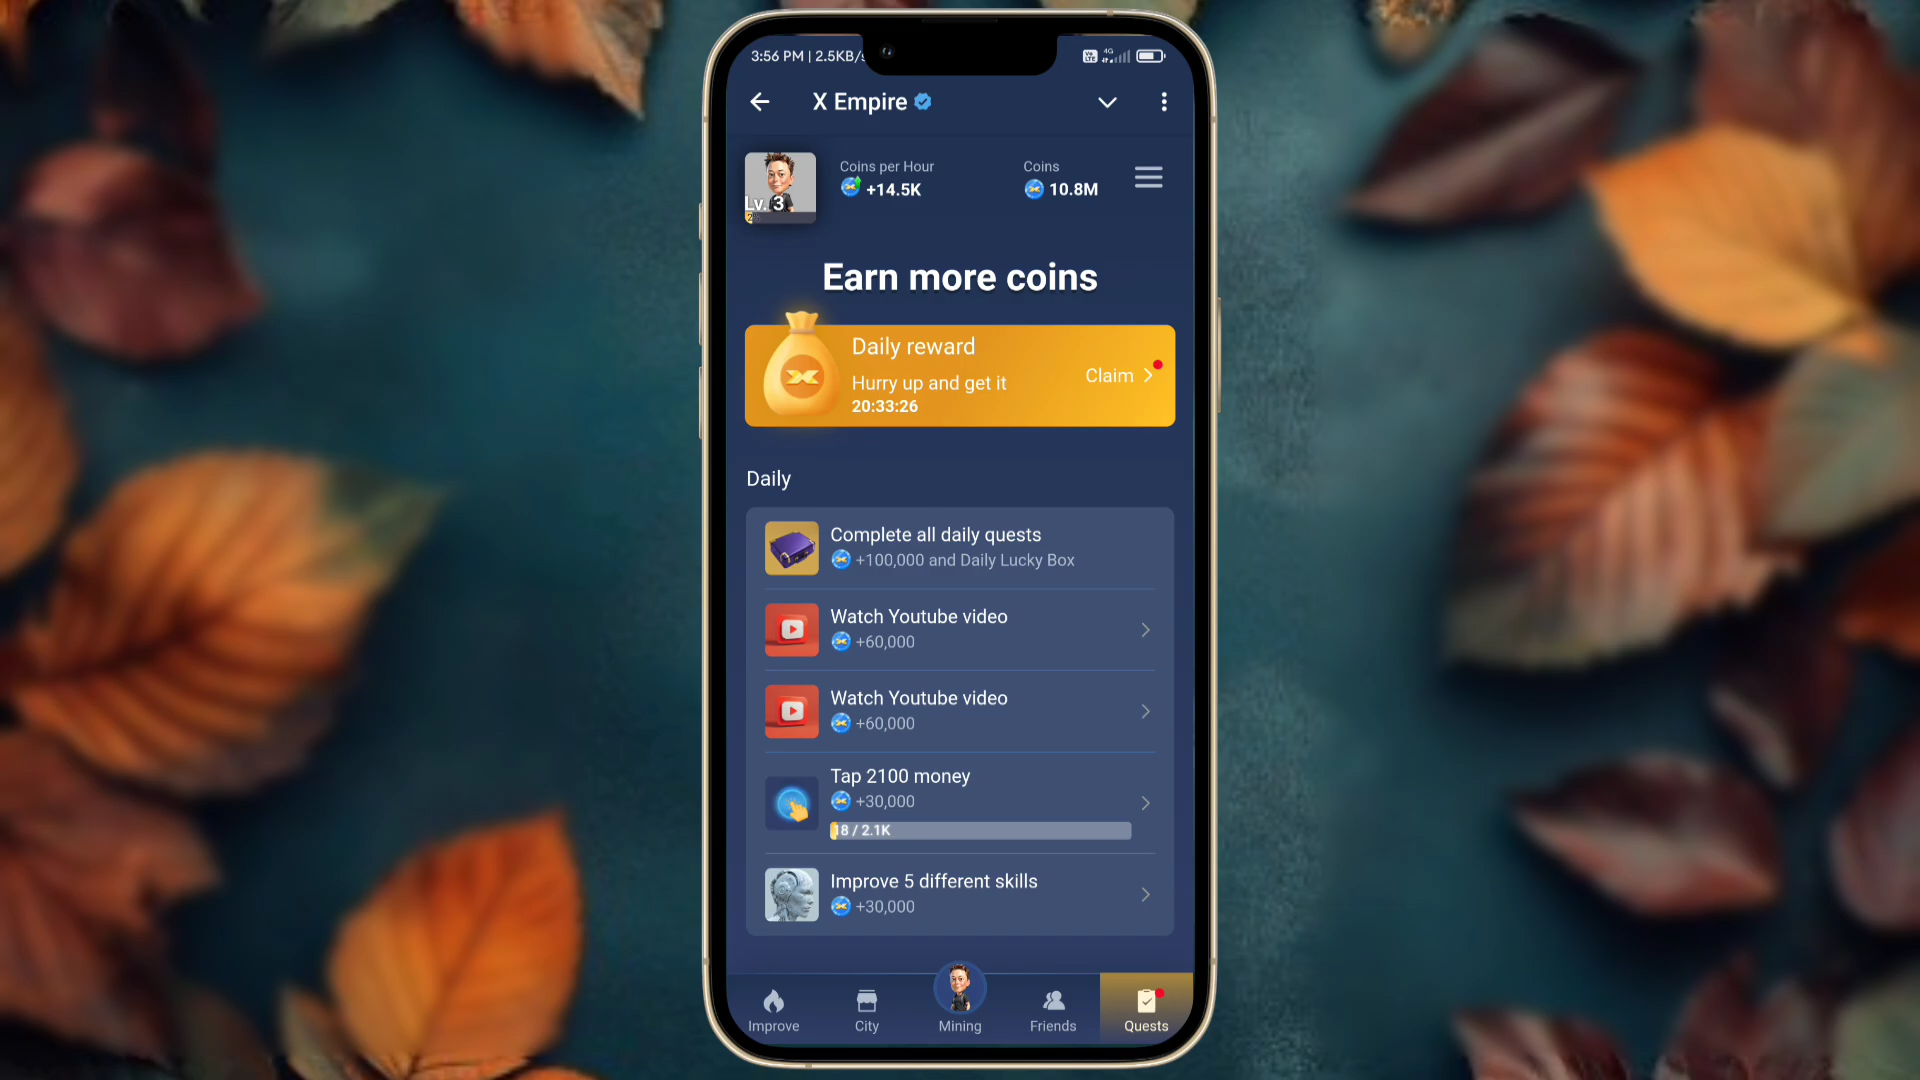 3:56 PM | 2.5KB/
4G
X Empire
Coins per Hour
+14.5K
Coins
10.8M
Lv. 3
Earn more coins
Daily reward
Hurry up and get it
20:33:26
Claim
Daily
Complete all daily quests
+100,000 and Daily Lucky Box
Watch Youtube video
+60,000
Watch Youtube video
+60,000
Tap 2100 money
+30,000
18 / 2.1K
Improve 5 different skills
+30,000
Improve
City
Mining
Friends
Quests